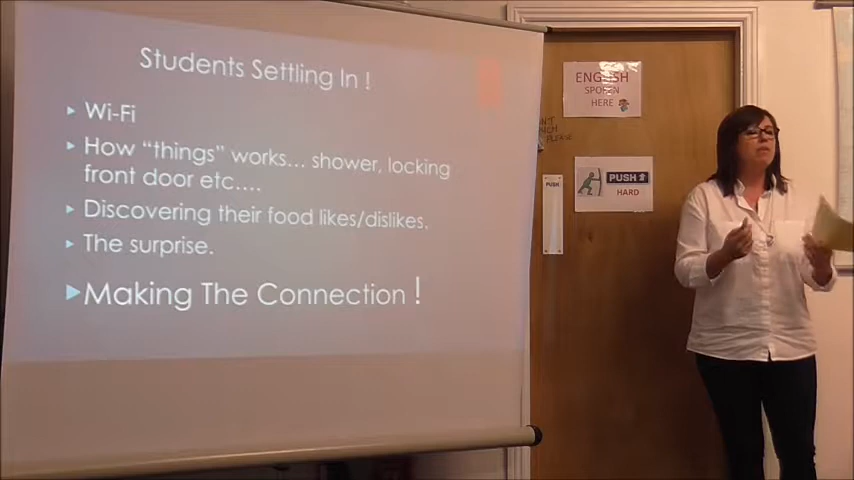 Students Settling In !
Wi-Fi
How “things” works... shower, locking
front door etc....
Discovering their food likes/dislikes.
The surprise.
Making The Connection !
ENGLISH
SPOKEN
HERE
PUSH
HARD
PUSH
PLEASE